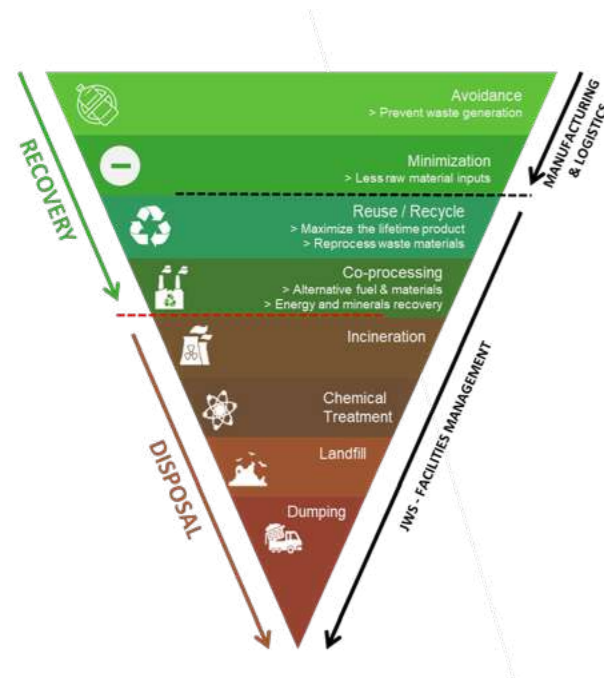 Avoidance
> Prevent waste generation
Minimization
> Less raw material inputs
Reuse / Recycle
> Maximize the lifetime product
> Reprocess waste materials
Co-processing
> Alternative fuel & materials
> Energy and minerals recovery
Incineration
Chemical
Treatment
Landfill
Dumping
RECOVERY
DISPOSAL
MANUFACTURING
& LOGISTICS
JWS - FACILITIES MANAGEMENT